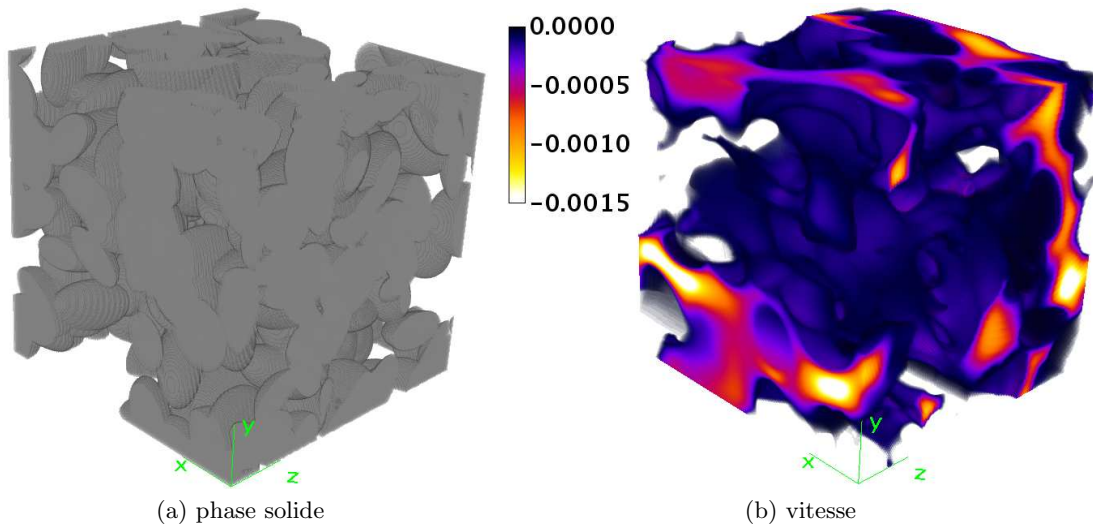 0.0000
-0.0005
-0.0010
-0.0015
y
x
z
y
x
z
(a) phase solide
(b) vitesse